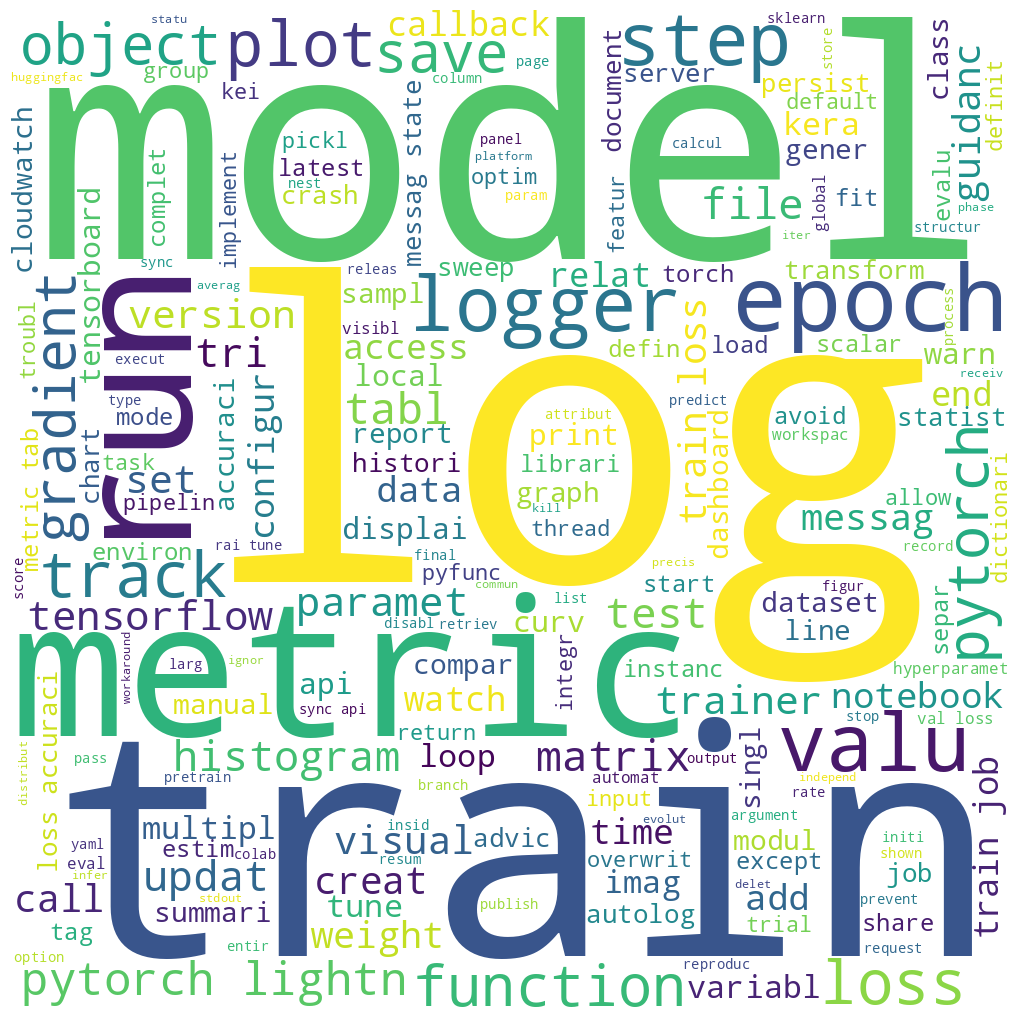 statu
object
plot
callback
save
step
sklearn
store
huggingfac
group
kei
column
page
server
persist
default
class
definit
model
cloudwatch
tensorboard
complet
implement
pickl
latest
nest
crash
messag state
panel
platform
optim
param
document
featur
calcul
kera
gener
file
global
fit
evalu
guidanc
phase
structur
iter
sync
releas
sweep
relat
torch
transform
troubl
gradient
run
averag
version
sampl
logger
epoch
visibl
tri
access
defin
load
scalar
warn
process
receiv
execut
type
mode
local
tabl
log
train loss
predict
end
attribut
avoid
statist
workspac
metric tab
chart
task
set
pipelin
accuraci
configur
report
histori
data
print
librari
graph
kill
thread
dashboard
messag
allow
record
pytorch
dictionari
environ
rai tune
displai
final
precis
score
track
pyfunc
commun
start
figur
tensorflow
paramet
disabl
retriev
curv
list
test
dataset
line
separ
metric
workaround
larg
ignor
api
compar
integr
instanc
hyperparamet
manual
sync api
watch
trainer
notebook
return
stop
val loss
loss accuraci
distribut
pass
histogram
pretrain
loop
branch
matrix
output
singl
valu
automat
independ
rate
input
train
train job
yaml
eval
infer
multipl
estim
colab
insid
resum
visual
advic
evolut
time
overwrit
argument
modul
except
initi
shown
job
updat
creat
imag
delet
add
prevent
call
summari
stdout
tune
publish
autolog
trial
share
tag
entir
weight
request
option
reproduc
pytorch lightn
function
variabl
loss